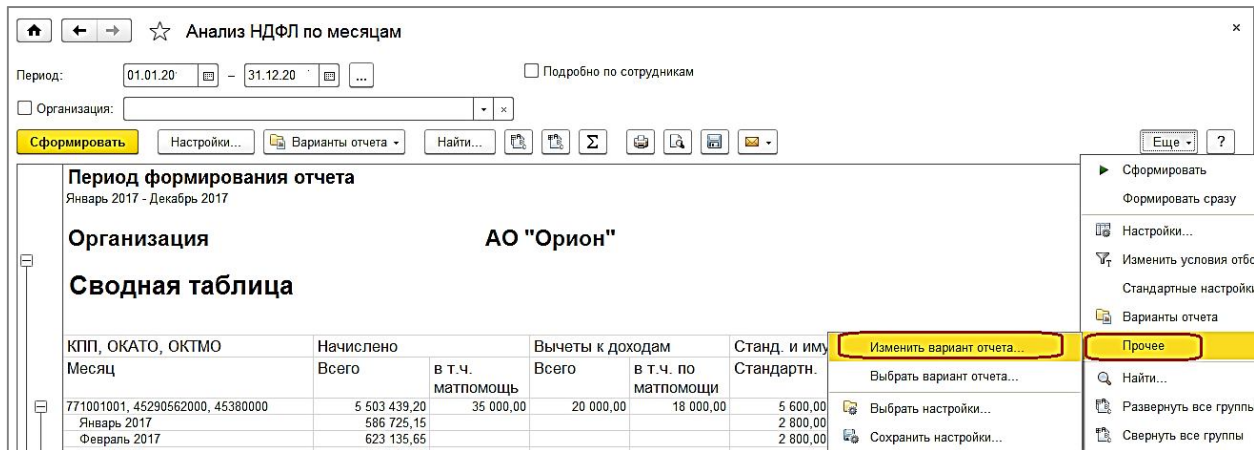 Анализ НДФЛ по месяцам
×
Период: 01.01.20 – 31.12.20 ... Подробно по сотрудникам
Организация: ×
Сформировать Настройки... Варианты отчета Найти... Σ Еще ?
Период формирования отчета
Январь 2017 - Декабрь 2017
Организация АО "Орион"
Сводная таблица
КПП, ОКАТО, ОКТМО Начислено Вычеты к доходам Станд. и иму
Месяц Всего в т.ч. Всего в т.ч. по Стандартн.
матпомощь матпомощи
771001001, 45290562000, 45380000 5 503 439,20 35 000,00 20 000,00 18 000,00 5 600,00
Январь 2017 586 725,15 2 800,00
Февраль 2017 623 135,65 2 800,00
Сформировать
Формировать сразу
Настройки...
Изменить условия отбо
Стандартные настройки
Варианты отчета
Прочее
Найти...
Развернуть все группы
Свернуть все группы
Изменить вариант отчета...
Выбрать вариант отчета...
Выбрать настройки...
Сохранить настройки...